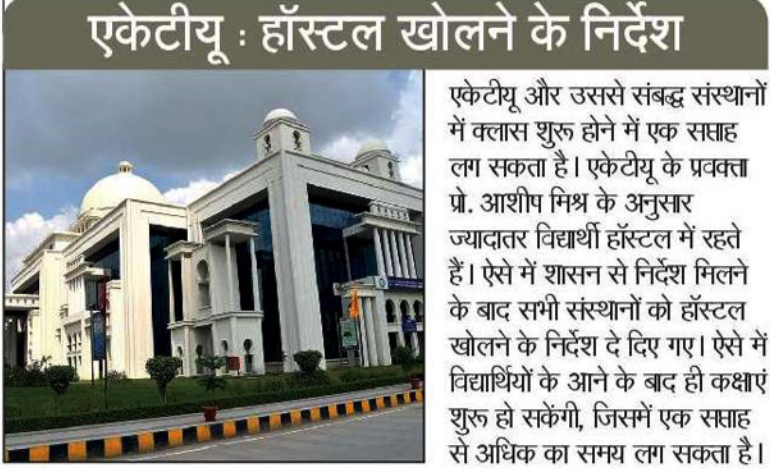 एकेटीयू : हॉस्टल खोलने के निर्देश
एकेटीयू और उससे संबद्ध संस्थानों
में क्लास शुरू होने में एक सप्ताह
लग सकता है। एकेटीयू के प्रवक्ता
प्रो. आशीष मिश्र के अनुसार
ज्यादातर विद्यार्थी हॉस्टल में रहते
हैं। ऐसे में शासन से निर्देश मिलने
के बाद सभी संस्थानों को हॉस्टल
खोलने के निर्देश दे दिए गए। ऐसे में
विद्यार्थियों के आने के बाद ही कक्षाएं
शुरू हो सकेंगी, जिसमें एक सप्ताह
से अधिक का समय लग सकता है।